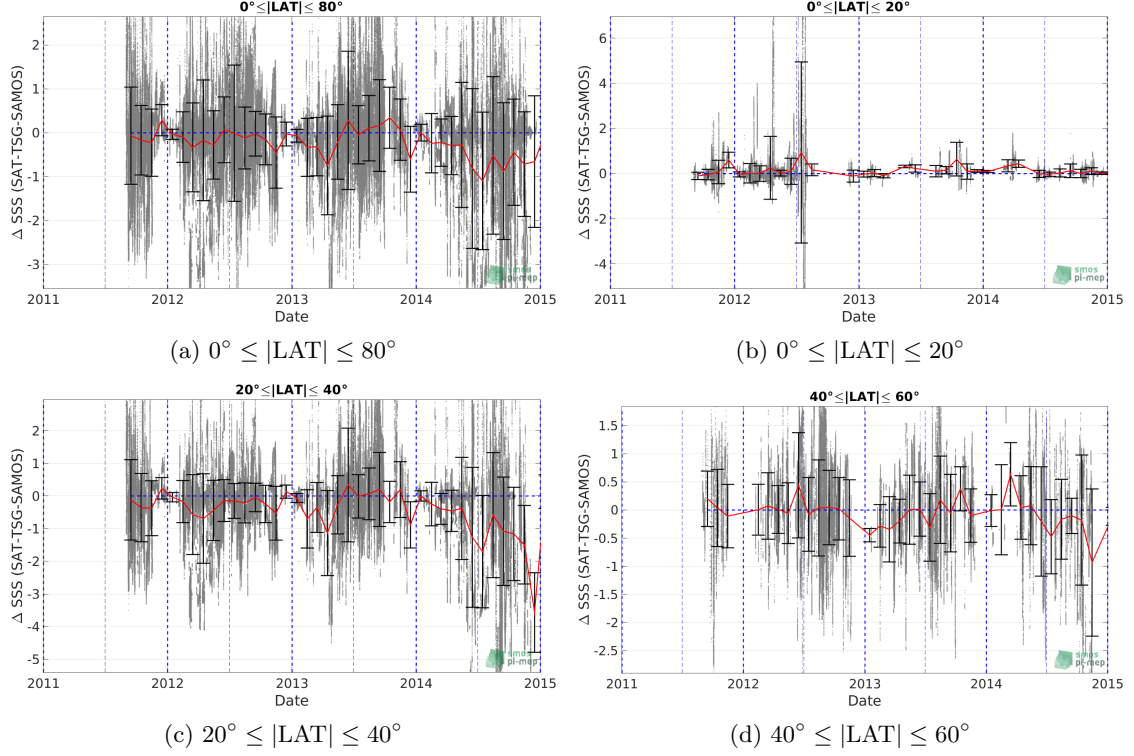 0°≤|LAT|≤ 80°
Δ SSS (SAT-TSG-SAMOS)
2
1
0
-1
-2
-3
2011
2012
2013
2014
2015
Date
smos
pi-mep
(a) 0° ≤ |LAT| ≤ 80°
0°≤|LAT|≤ 20°
Δ SSS (SAT-TSG-SAMOS)
6
4
2
0
-2
-4
2011
2012
2013
2014
2015
Date
smos
pi-mep
(b) 0° ≤ |LAT| ≤ 20°
20°≤|LAT|≤ 40°
Δ SSS (SAT-TSG-SAMOS)
2
1
0
-1
-2
-3
-4
-5
2011
2012
2013
2014
2015
Date
smos
pi-mep
(c) 20° ≤ |LAT| ≤ 40°
40°≤|LAT|≤ 60°
Δ SSS (SAT-TSG-SAMOS)
1.5
1
0.5
0
-0.5
-1
-1.5
-2
-2.5
2011
2012
2013
2014
2015
Date
smos
pi-mep
(d) 40° ≤ |LAT| ≤ 60°